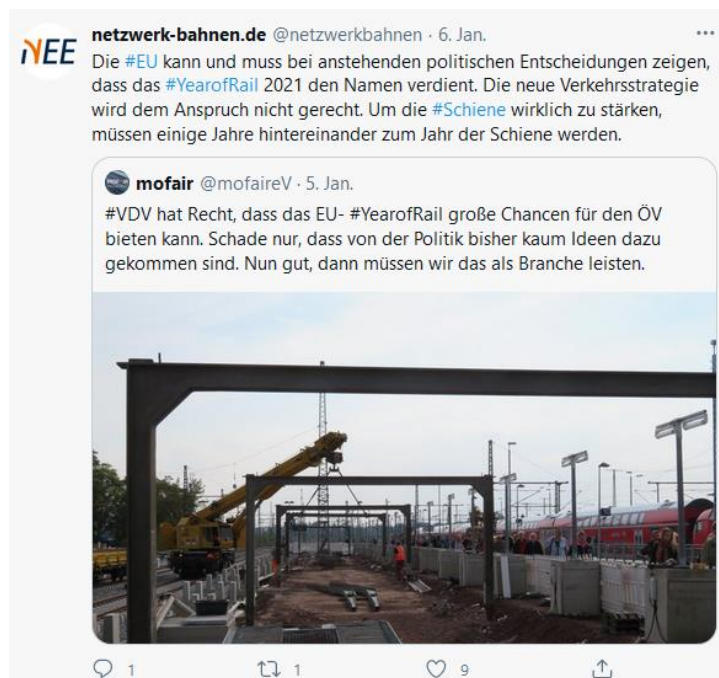 NEE
netzwerk-bahnen.de @netzwerkbahnen · 6. Jan.
Die #EU kann und muss bei anstehenden politischen Entscheidungen zeigen,
dass das #YearofRail 2021 den Namen verdient. Die neue Verkehrsstrategie
wird dem Anspruch nicht gerecht. Um die #Schiene wirklich zu stärken,
müssen einige Jahre hintereinander zum Jahr der Schiene werden.
mofair @mofaireV · 5. Jan.
#VDV hat Recht, dass das EU- #YearofRail große Chancen für den ÖV
bieten kann. Schade nur, dass von der Politik bisher kaum Ideen dazu
gekommen sind. Nun gut, dann müssen wir das als Branche leisten.
1 1 9